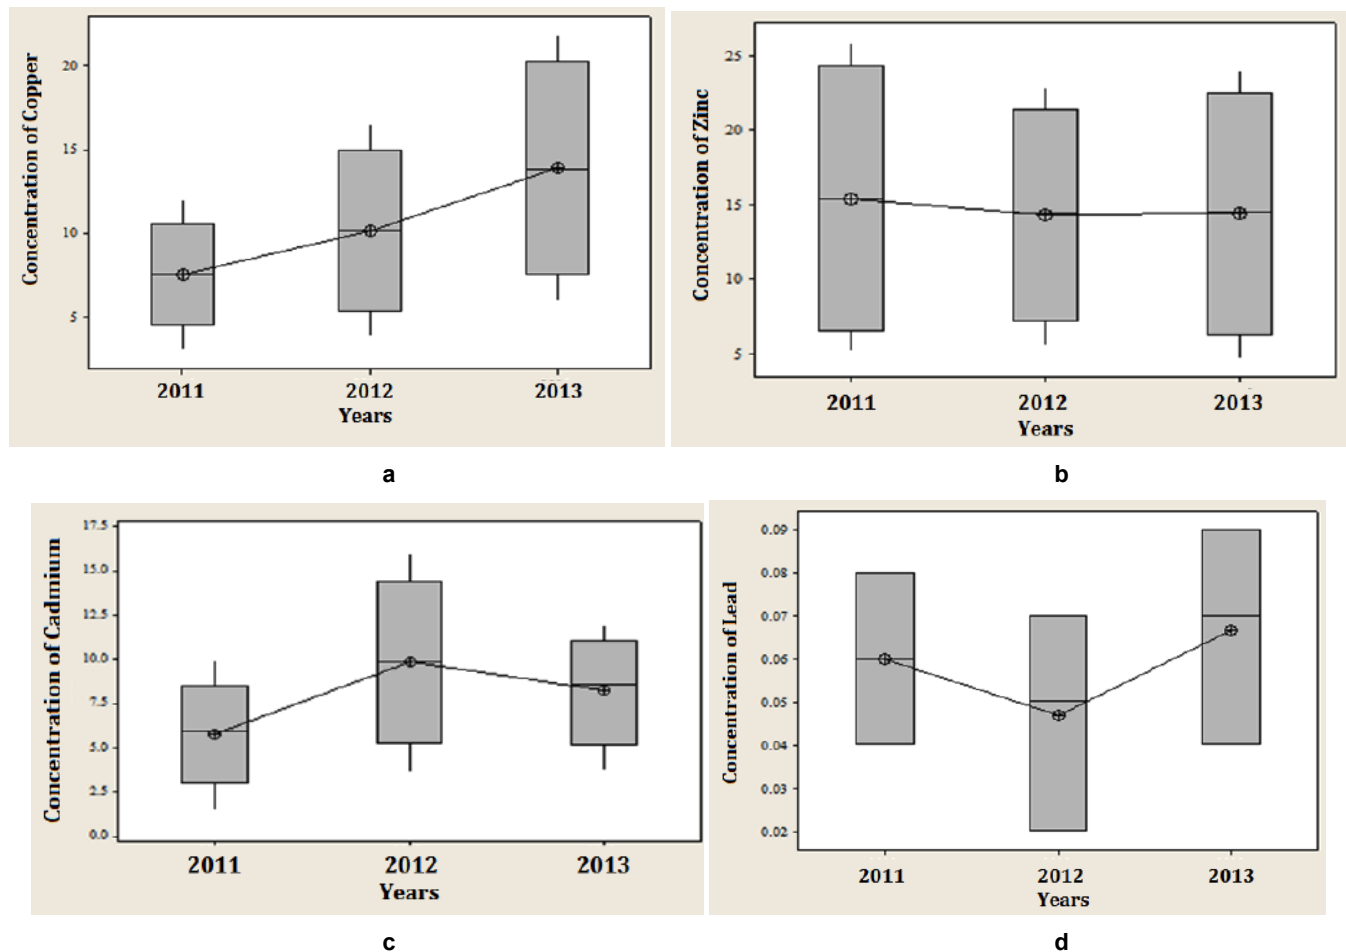 Concentration of Copper
20
15
10
5
2011 2012 2013
Years
a
Concentration of Zinc
25
20
15
10
5
2011 2012 2013
Years
b
Concentration of Cadmium
17.5
15.0
12.5
10.0
7.5
5.0
2.5
0.0
2011 2012 2013
Years
c
Concentration of Lead
0.09
0.08
0.07
0.06
0.05
0.04
0.03
0.02
2011 2012 2013
Years
d